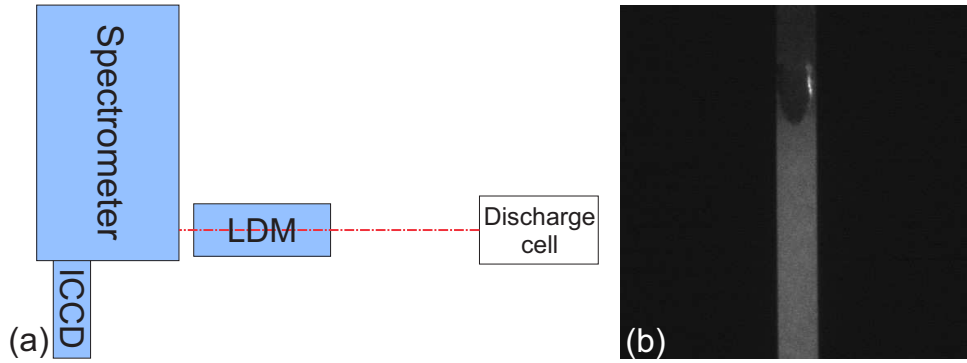 Spectrometer
LDM
Discharge
cell
ICCD
(a)
(b)